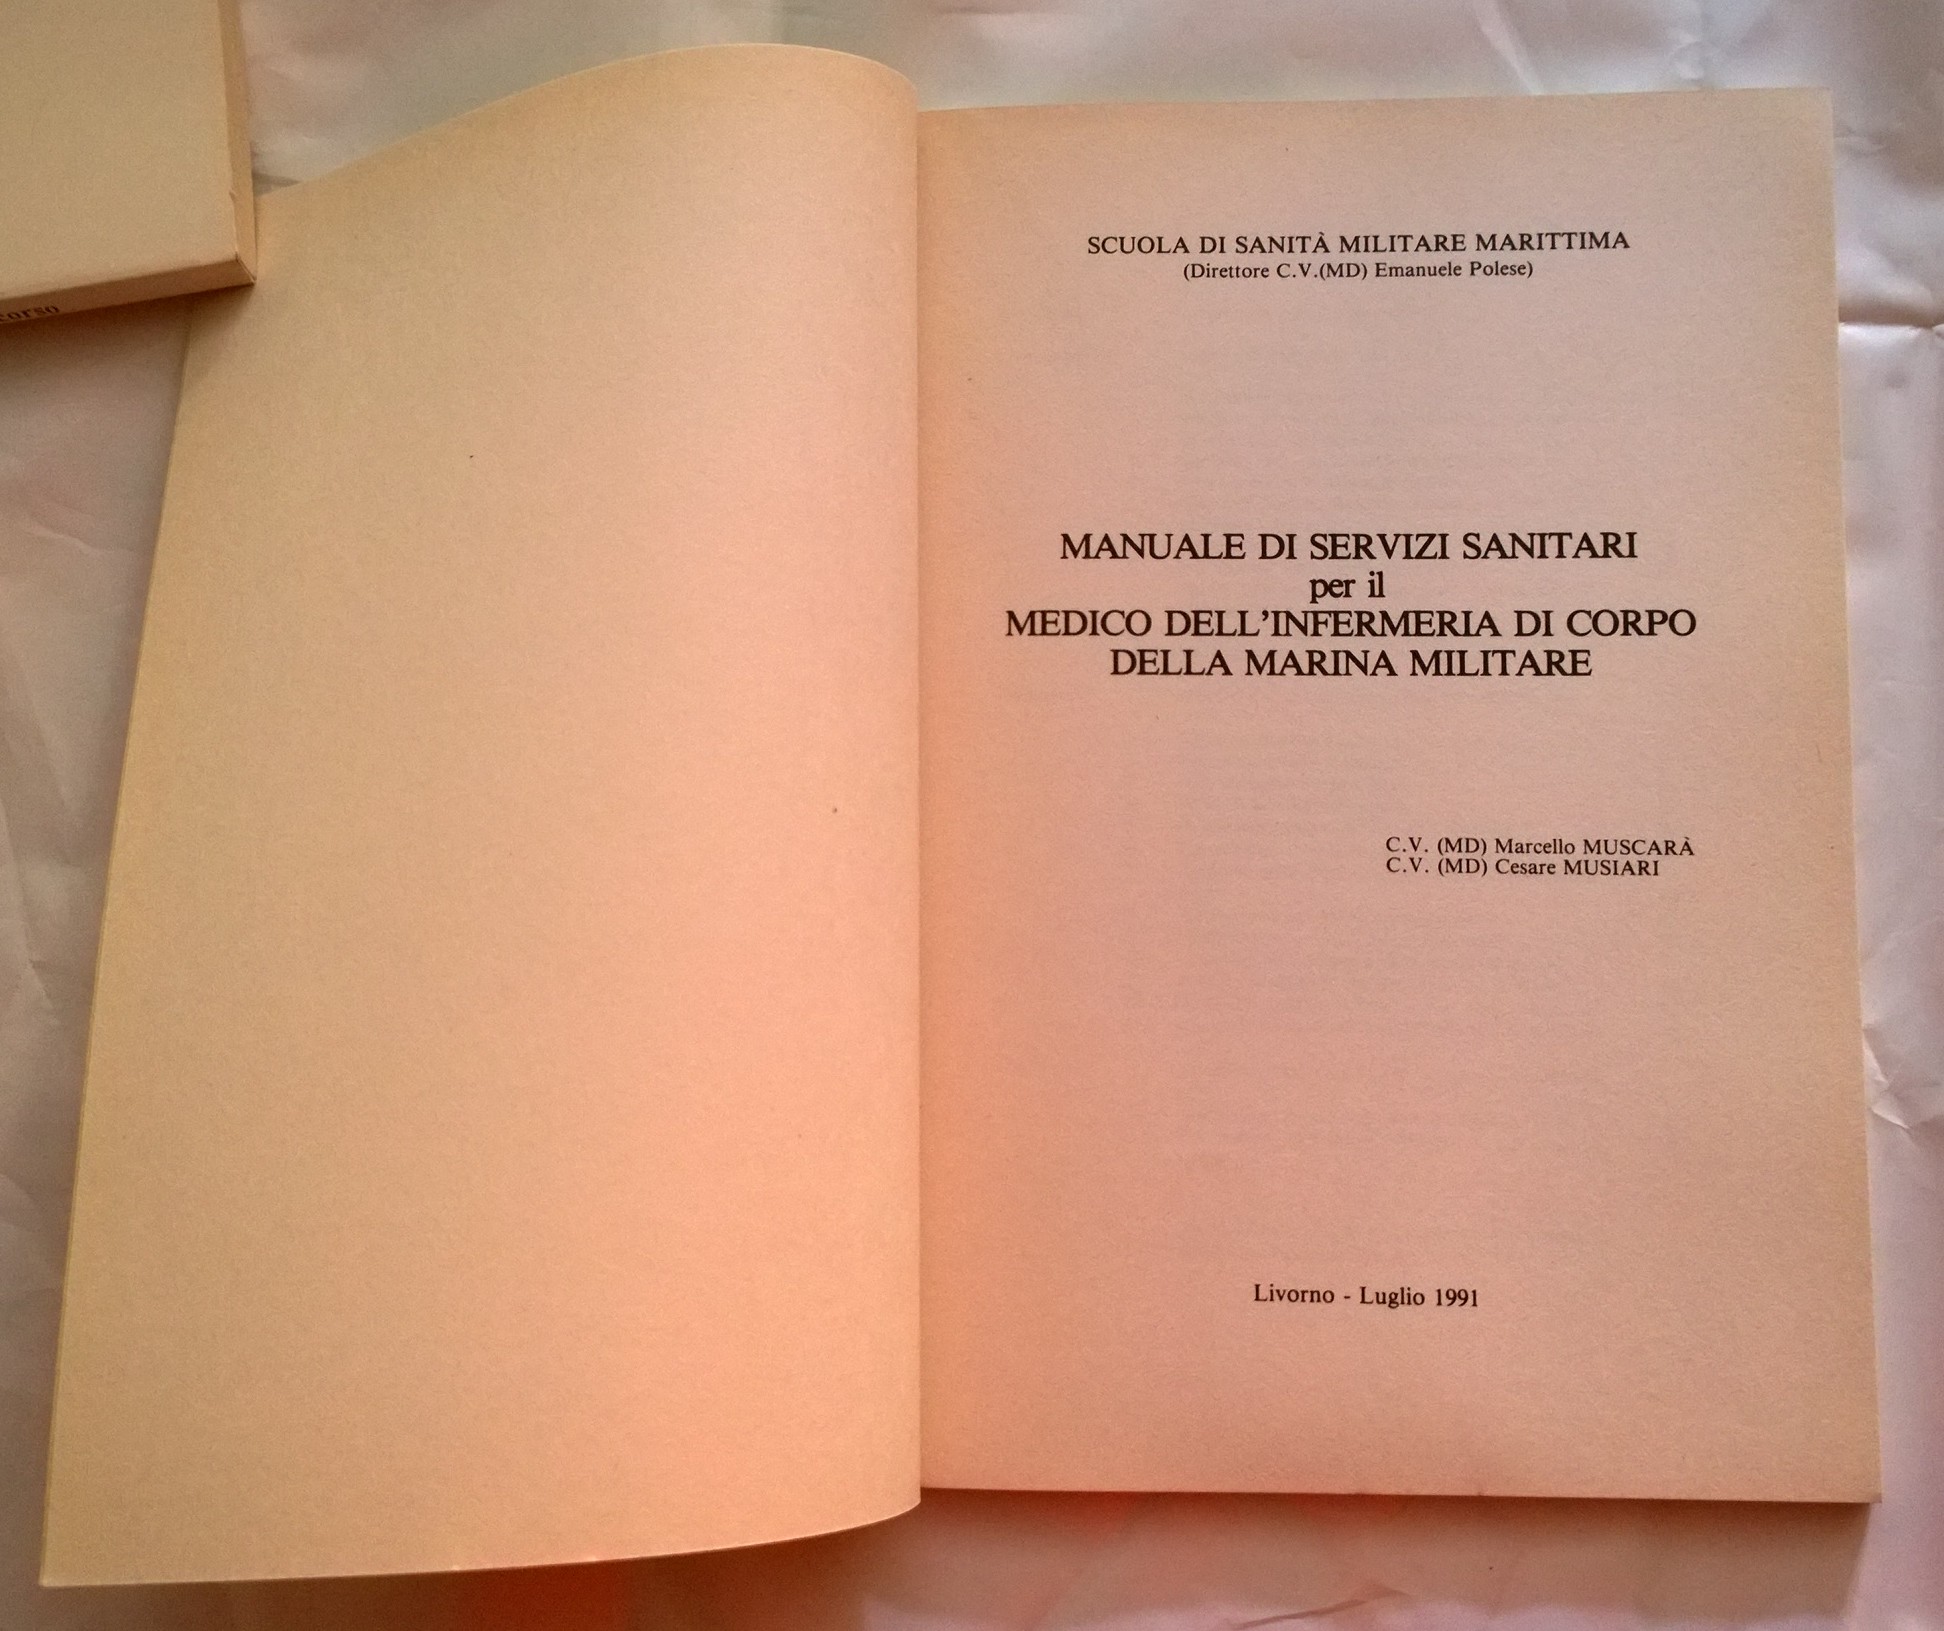 corso
SCUOLA DI SANITÀ MILITARE MARITTIMA
(Direttore C.V.(MD) Emanuele Polese)
MANUALE DI SERVIZI SANITARI
per il
MEDICO DELL'INFERMERIA DI CORPO
DELLA MARINA MILITARE
C.V. (MD) Marcello MUSCARÀ
C.V. (MD) Cesare MUSIARI
Livorno - Luglio 1991